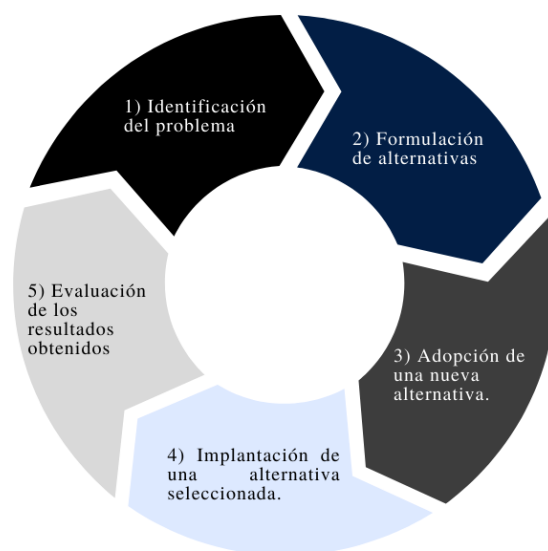 1) Identificación
del problema
2) Formulación
de alternativas
3) Adopción de
una nueva
alternativa.
4) Implantación de
una alternativa
seleccionada.
5) Evaluación
de los
resultados
obtenidos